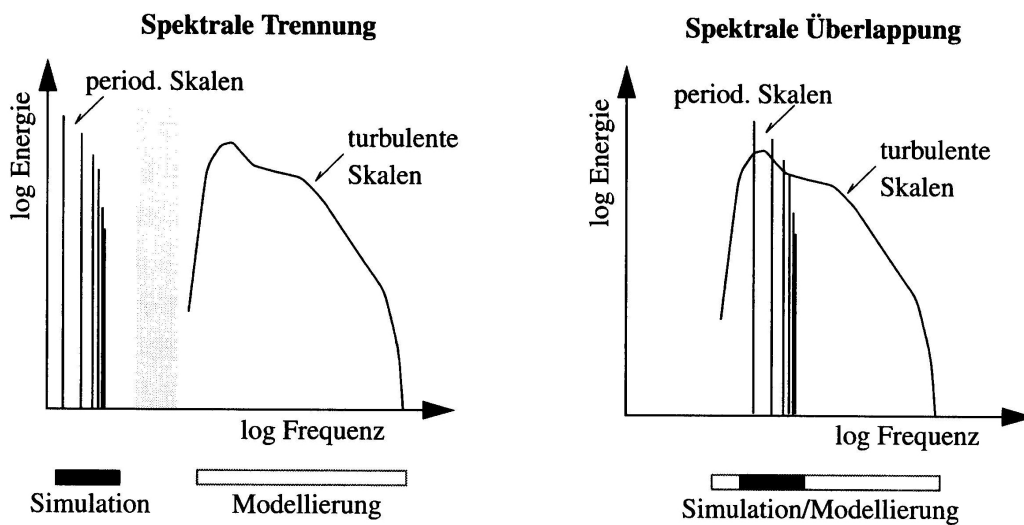 Spektrale Trennung
log Energie
period. Skalen
turbulente
Skalen
log Frequenz
Simulation
Modellierung
Spektrale Überlappung
log Energie
period. Skalen
turbulente
Skalen
log Frequenz
Simulation/Modellierung